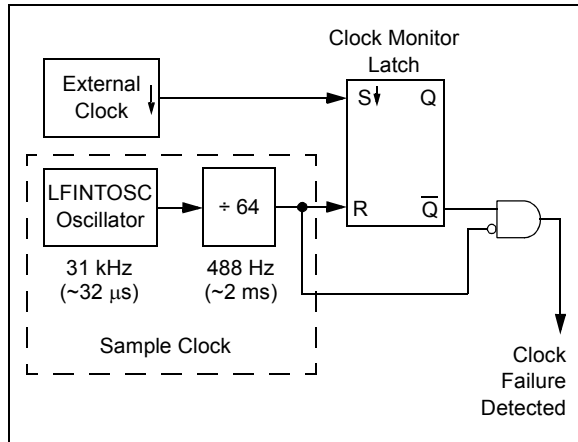 Clock Monitor
Latch
External
Clock
S
Q
LFINTOSC
Oscillator
÷ 64
R
Q̅
31 kHz
(~32 μs)
488 Hz
(~2 ms)
Sample Clock
Clock
Failure
Detected